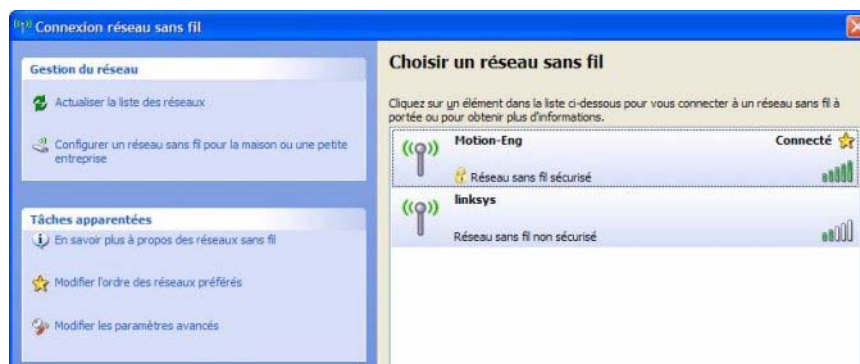 Connexion réseau sans fil
Gestion du réseau
Actualiser la liste des réseaux
Configurer un réseau sans fil pour la maison ou une petite
entreprise
Tâches apparentées
En savoir plus à propos des réseaux sans fil
Modifier l'ordre des réseaux préférés
Modifier les paramètres avancés
Choisir un réseau sans fil
Cliquez sur un élément dans la liste ci-dessous pour vous connecter à un réseau sans fil à
portée ou pour obtenir plus d'informations.
Motion-Eng Connecté
Réseau sans fil sécurisé
linksys
Réseau sans fil non sécurisé